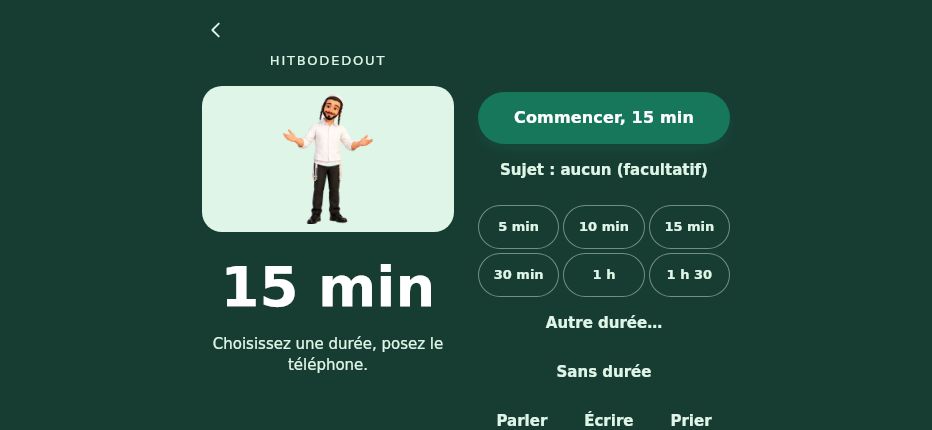 HITBODEDOUT
15 min
Choisissez une durée, posez le
téléphone.
Commencer, 15 min
Sujet : aucun (facultatif)
5 min 10 min 15 min
30 min 1 h 1 h 30
Autre durée…
Sans durée
Parler Écrire Prier